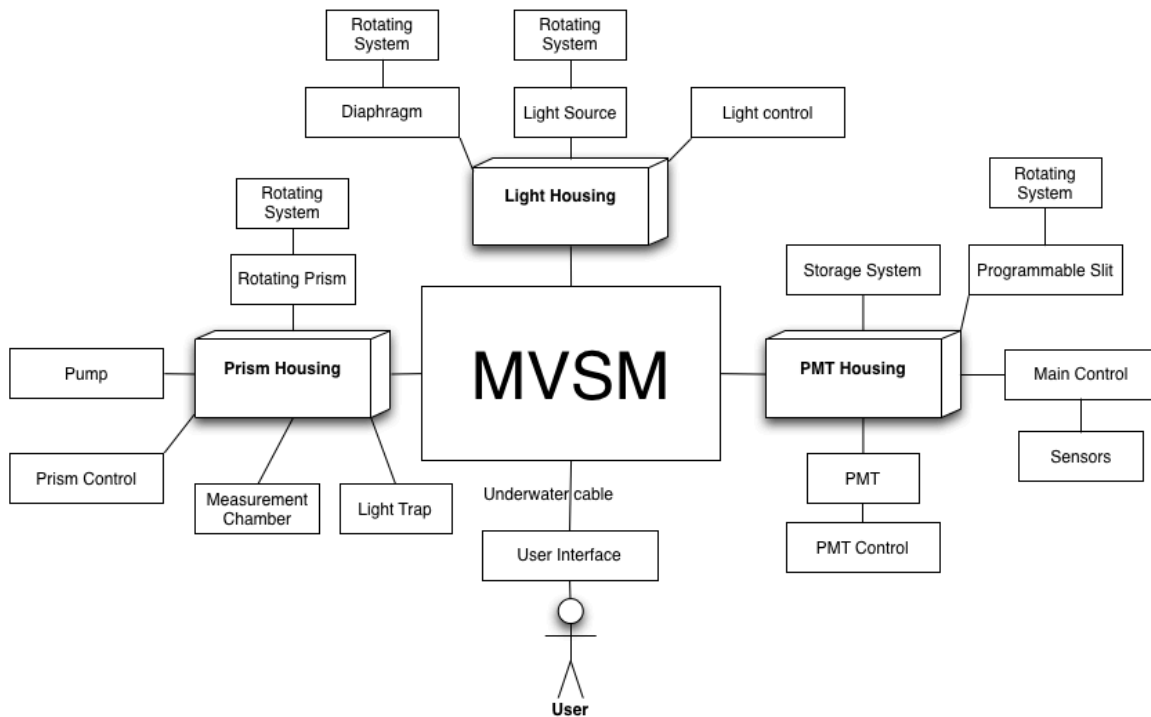 Rotating
System
Rotating
System
Diaphragm
Light Source
Light control
Light Housing
Rotating
System
Rotating
System
Rotating Prism
Storage System
Programmable Slit
Pump
Prism Housing
MVSM
PMT Housing
Main Control
Prism Control
Measurement
Chamber
Light Trap
Underwater cable
PMT
Sensors
User Interface
PMT Control
User